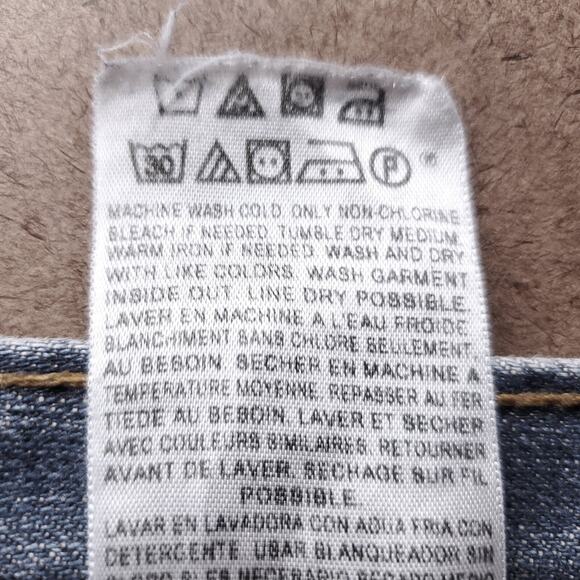 30 P ®
MACHINE WASH COLD. ONLY NON-CHLORINE
BLEACH IF NEEDED. TUMBLE DRY MEDIUM.
WARM IRON IF NEEDED. WASH AND DRY
WITH LIKE COLORS. WASH GARMENT
INSIDE OUT. LINE DRY POSSIBLE.
LAVER EN MACHINE A L'EAU FROIDE.
BLANCHIMENT SANS CHLORE SEULEMENT
AU BESOIN. SECHER EN MACHINE A
TEMPERATURE MOYENNE. REPASSER AU FER
TIEDE AU BESOIN. LAVER ET SECHER
AVEC COULEURS SIMILAIRES. RETOURNER
AVANT DE LAVER. SECHAGE SUR FIL
POSSIBLE.
LAVAR EN LAVADORA CON AGUA FRIA CON
DETERGENTE. USAR BLANQUEADOR SIN